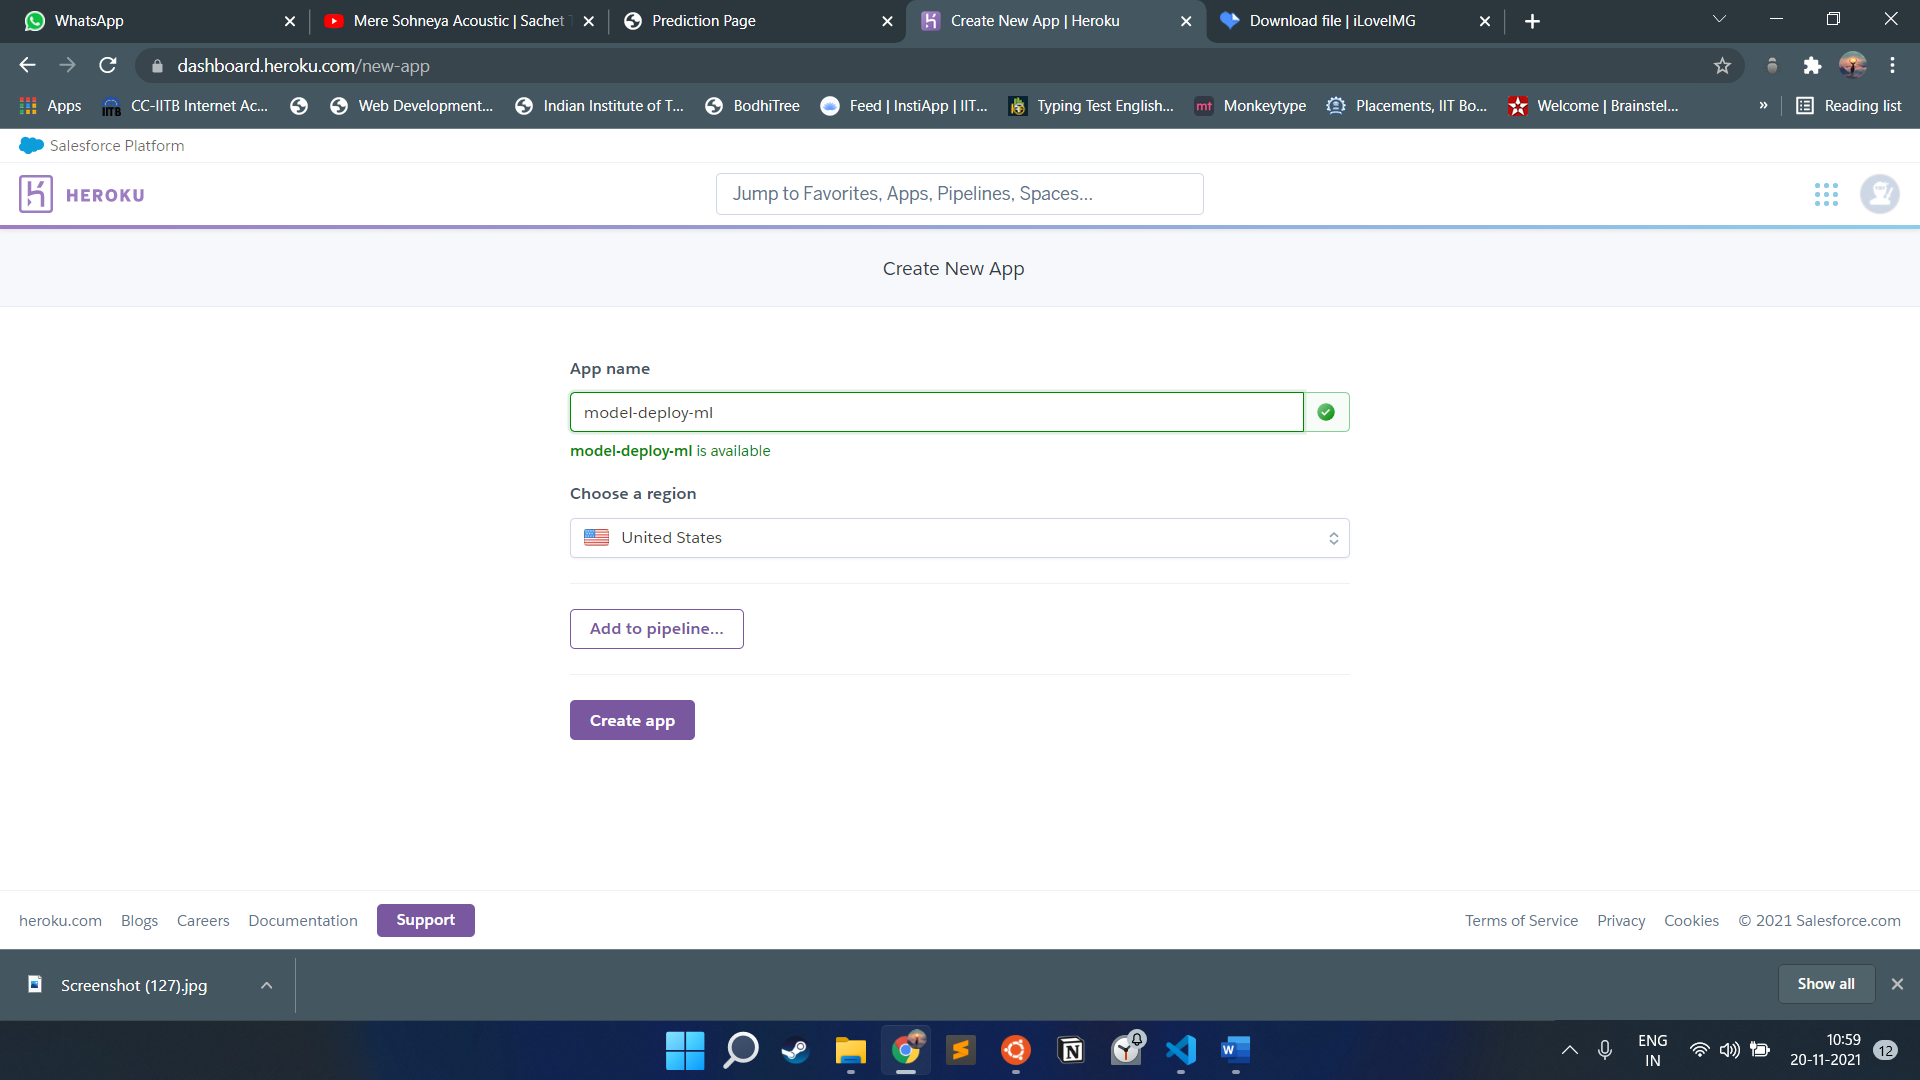 WhatsApp
Mere Sohneya Acoustic | Sachet
Prediction Page
Create New App | Heroku
Download file | iLoveIMG
dashboard.heroku.com/new-app
Apps
CC-IITB Internet Ac...
Web Development...
Indian Institute of T...
BodhiTree
Feed | InstiApp | IIT...
Typing Test English...
mt Monkeytype
Placements, IIT Bo...
Welcome | Brainstel...
»
Reading list
Salesforce Platform
HEROKU
Jump to Favorites, Apps, Pipelines, Spaces...
Create New App
App name
model-deploy-ml
model-deploy-ml is available
Choose a region
United States
Add to pipeline...
Create app
heroku.com
Blogs
Careers
Documentation
Support
Terms of Service
Privacy
Cookies
© 2021 Salesforce.com
Screenshot (127).jpg
Show all
ENG
IN
10:59
20-11-2021
12